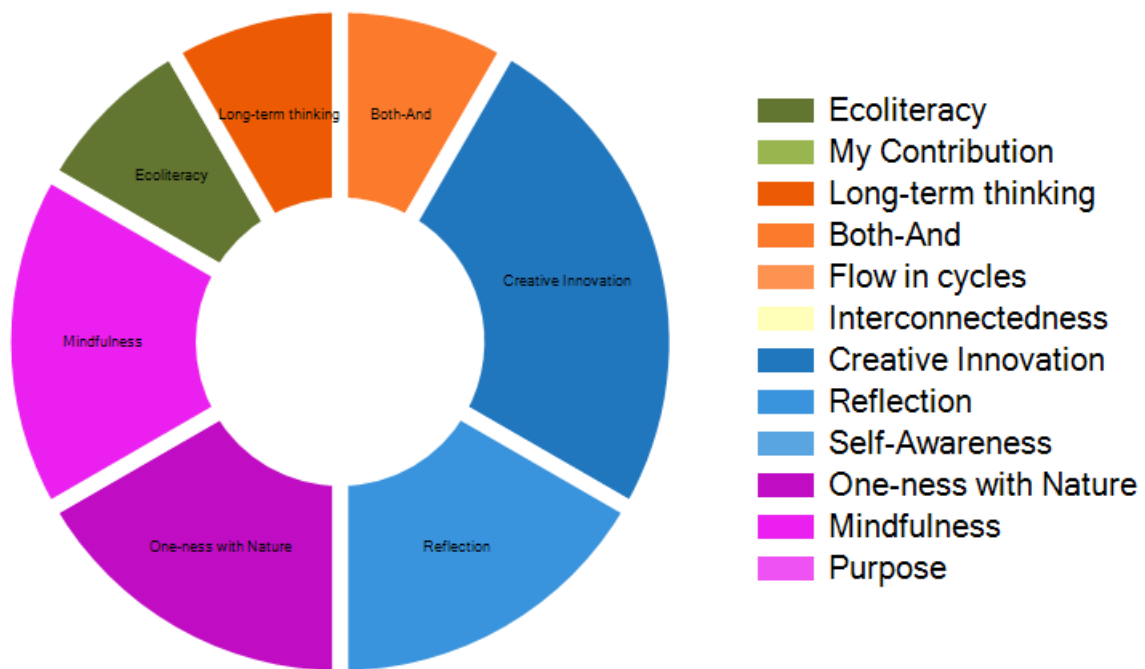 Long-term thinking
Both-And
Ecoliteracy
Creative Innovation
Mindfulness
One-ness with Nature
Reflection
Ecoliteracy
My Contribution
Long-term thinking
Both-And
Flow in cycles
Interconnectedness
Creative Innovation
Reflection
Self-Awareness
One-ness with Nature
Mindfulness
Purpose